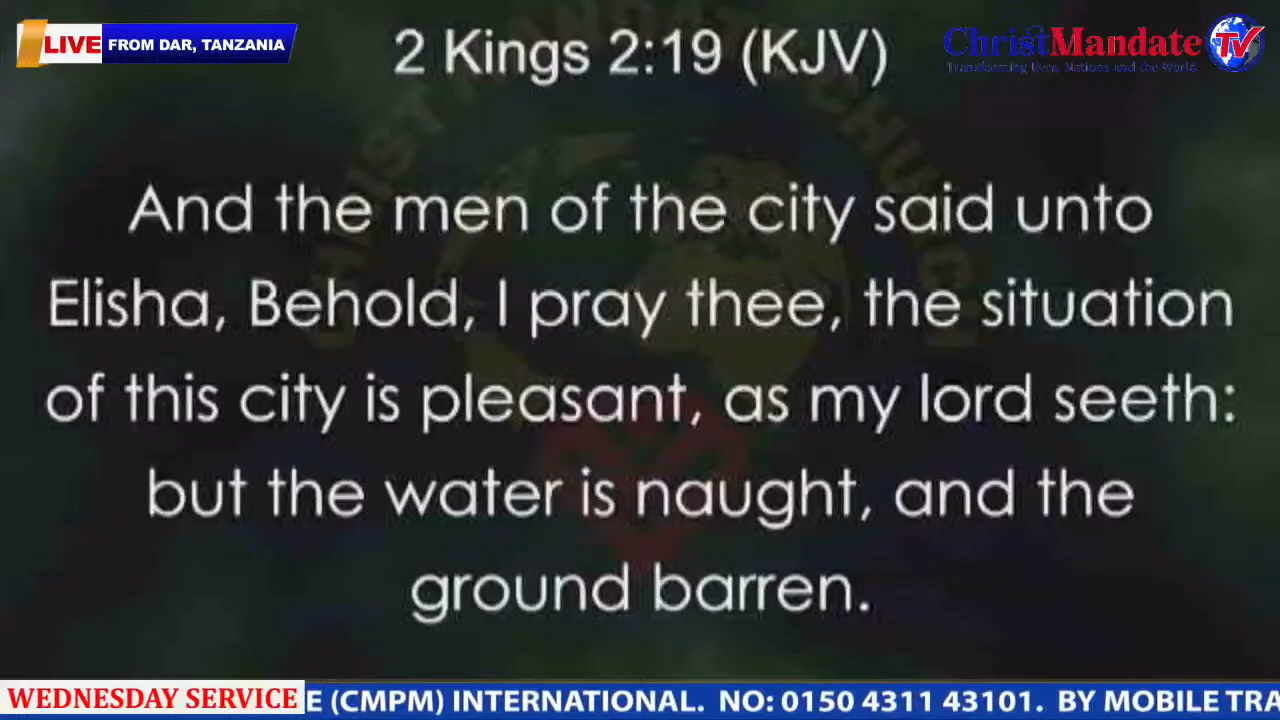 LIVE FROM DAR, TANZANIA
2 Kings 2:19 (KJV)
ChristMandate TV
Transforming Lives, Nations and the World
And the men of the city said unto
Elisha, Behold, I pray thee, the situation
of this city is pleasant, as my lord seeth:
but the water is naught, and the
ground barren.
WEDNESDAY SERVICE
E (CMPM) INTERNATIONAL. NO: 0150 4311 43101. BY MOBILE TRA